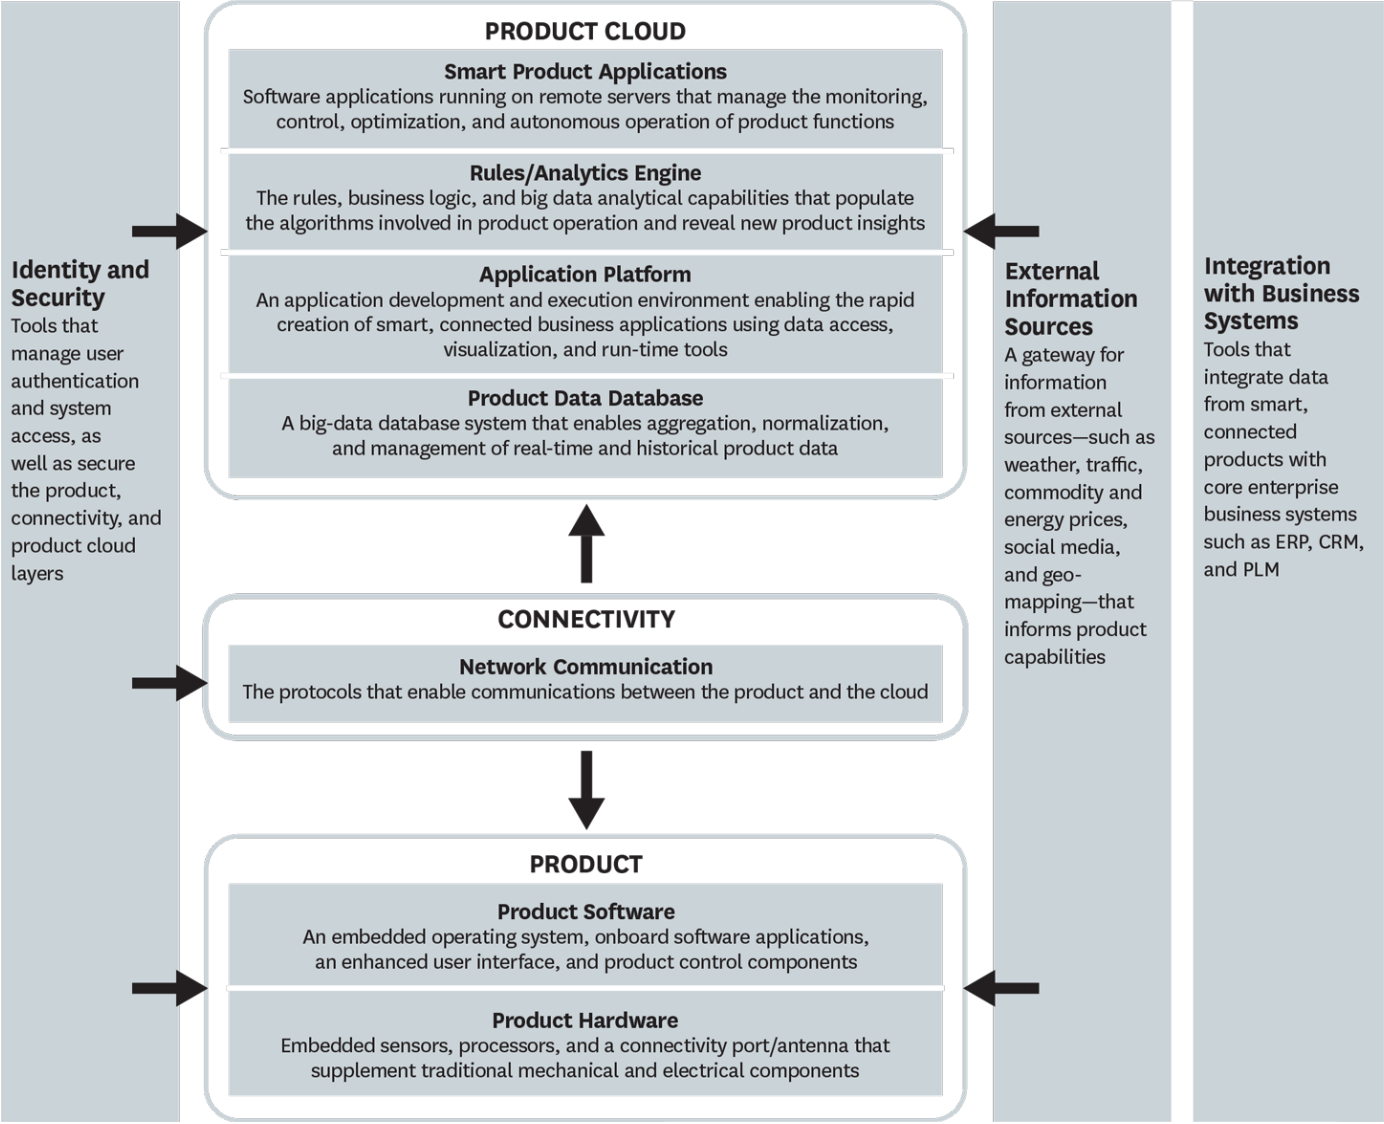 PRODUCT CLOUD
Smart Product Applications
Software applications running on remote servers that manage the monitoring,
control, optimization, and autonomous operation of product functions
Rules/Analytics Engine
The rules, business logic, and big data analytical capabilities that populate
the algorithms involved in product operation and reveal new product insights
Application Platform
An application development and execution environment enabling the rapid
creation of smart, connected business applications using data access,
visualization, and run-time tools
Product Data Database
A big-data database system that enables aggregation, normalization,
and management of real-time and historical product data
CONNECTIVITY
Network Communication
The protocols that enable communications between the product and the cloud
PRODUCT
Product Software
An embedded operating system, onboard software applications,
an enhanced user interface, and product control components
Product Hardware
Embedded sensors, processors, and a connectivity port/antenna that
supplement traditional mechanical and electrical components
Identity and
Security
Tools that
manage user
authentication
and system
access, as
well as secure
the product,
connectivity, and
product cloud
layers
External
Information
Sources
A gateway for
information
from external
sources—such as
weather, traffic,
commodity and
energy prices,
social media,
and geo-
mapping—that
informs product
capabilities
Integration
with Business
Systems
Tools that
integrate data
from smart,
connected
products with
core enterprise
business systems
such as ERP, CRM,
and PLM